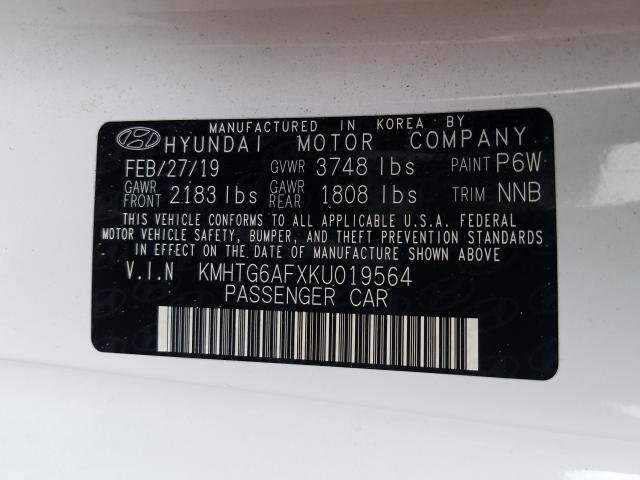 MANUFACTURED IN KOREA BY
HYUNDAI MOTOR COMPANY
FEB/27/19 GVWR 3748 lbs PAINT P6W
GAWR FRONT 2183 lbs GAWR REAR 1808 lbs TRIM NNB
THIS VEHICLE CONFORMS TO ALL APPLICABLE U.S.A. FEDERAL
MOTOR VEHICLE SAFETY, BUMPER, AND THEFT PREVENTION STANDARDS
IN EFFECT ON THE DATE OF MANUFACTURE SHOWN ABOVE
V.I.N KMHTG6AFXKU019564
PASSENGER CAR